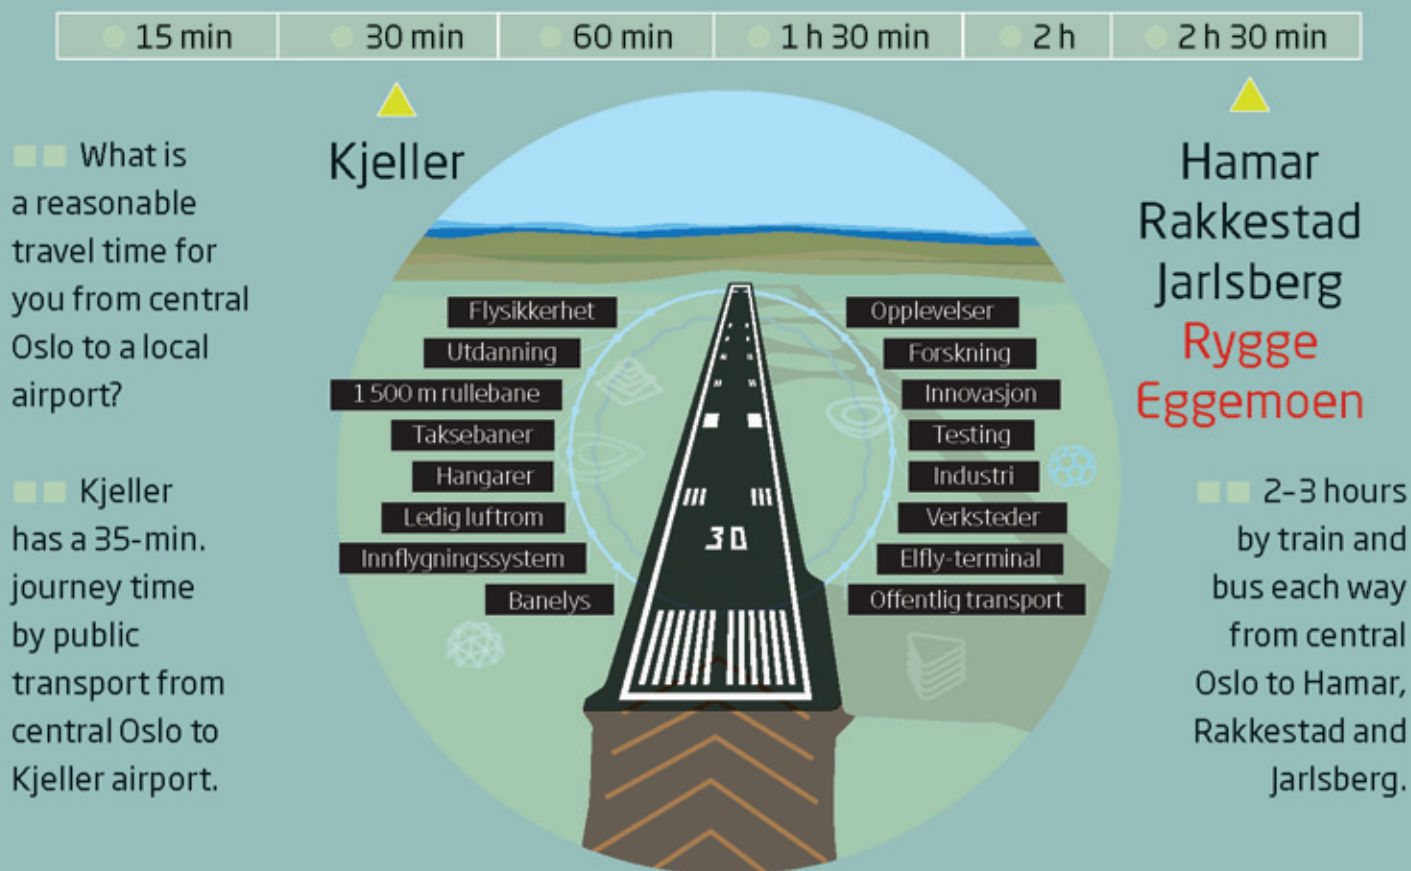 15 min
30 min
60 min
1 h 30 min
2 h
2 h 30 min
What is
a reasonable
travel time for
you from central
Oslo to a local
airport?
Kjeller
has a 35-min.
journey time
by public
transport from
central Oslo to
Kjeller airport.
Kjeller
Flysikkerhet
Utdanning
1 500 m rullebane
Taksebaner
Hangarer
Ledig luftrom
Innflygningssystem
Banelys
30
Opplevelser
Forskning
Innovasjon
Testing
Industri
Verksteder
Elfly-terminal
Offentlig transport
Hamar
Rakkestad
Jarlsberg
Rygge
Eggemoen
2–3 hours
by train and
bus each way
from central
Oslo to Hamar,
Rakkestad and
Jarlsberg.